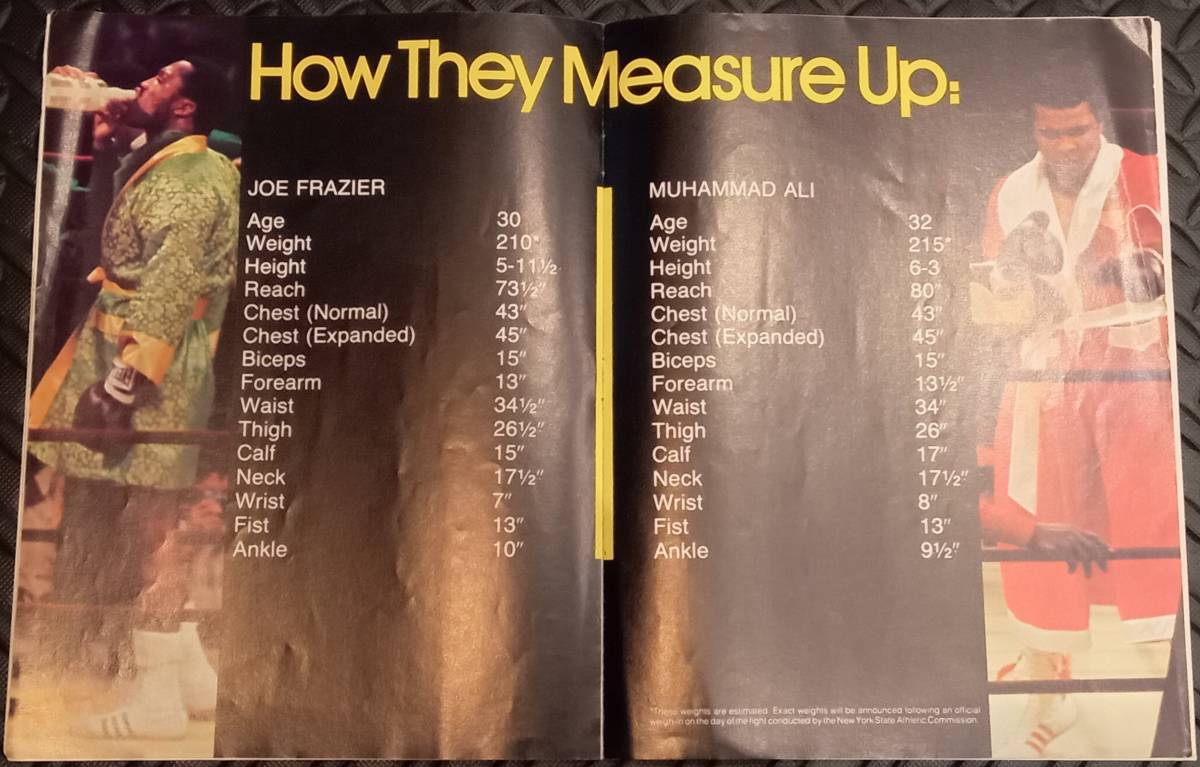 How They Measure Up:
JOE FRAZIER
Age 30
Weight 210*
Height 5-11½
Reach 73½"
Chest (Normal) 43"
Chest (Expanded) 45"
Biceps 15"
Forearm 13"
Waist 34½"
Thigh 26½"
Calf 15"
Neck 17½"
Wrist 7"
Fist 13"
Ankle 10"
MUHAMMAD ALI
Age 32
Weight 215*
Height 6-3
Reach 80"
Chest (Normal) 43"
Chest (Expanded) 45"
Biceps 15"
Forearm 13½"
Waist 34"
Thigh 26"
Calf 17"
Neck 17½"
Wrist 8"
Fist 13"
Ankle 9½"
*These weights are estimated. Exact weights will be announced following an official
weigh-in on the day of the fight conducted by the New York State Athletic Commission.